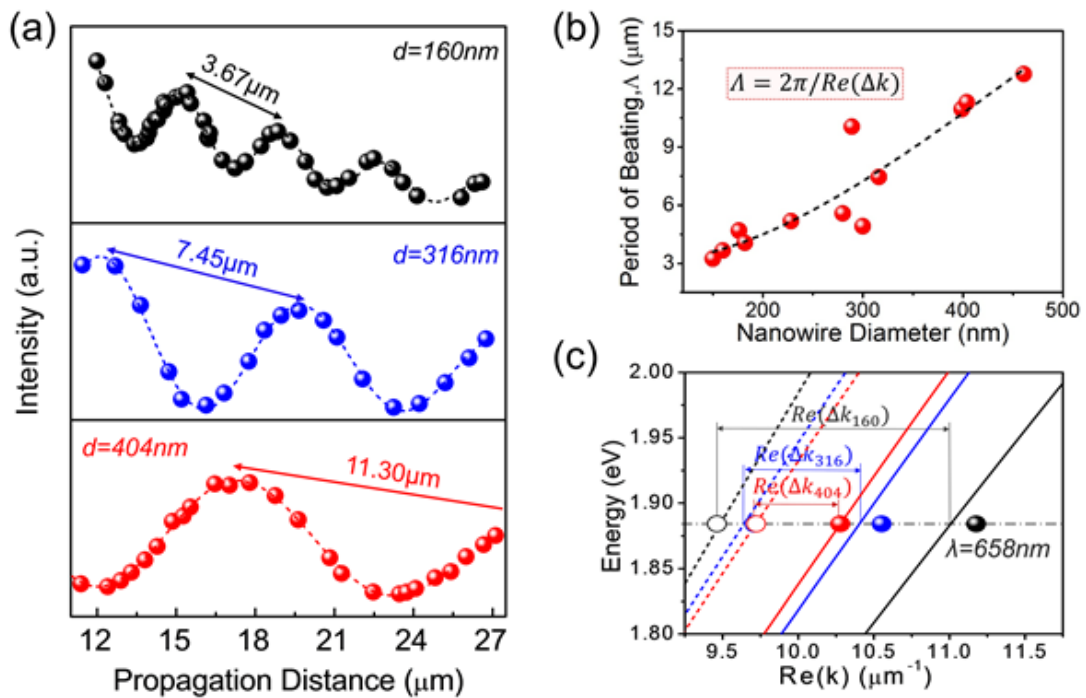 (a)
d=160nm
3.67μm
7.45μm
d=316nm
d=404nm
11.30μm
Intensity (a.u.)
12 15 18 21 24 27
Propagation Distance (μm)
(b)
Period of Beating,Λ (μm)
15
12
9
6
3
Λ = 2π/Re(Δk)
200 300 400 500
Nanowire Diameter (nm)
(c)
Energy (eV)
2.00
1.95
1.90
1.85
1.80
Re(Δk₁₆₀)
Re(Δk₃₁₆)
Re(Δk₄₀₄)
λ=658nm
9.5 10.0 10.5 11.0 11.5
Re(k) (μm⁻¹)